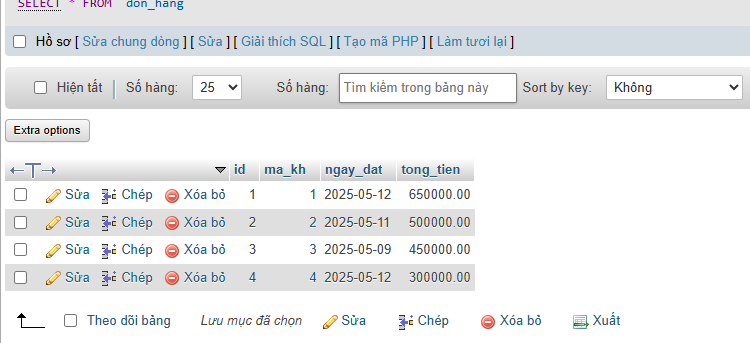 SELECT * FROM `don_hang`
Hồ sơ [ Sửa chung dòng ] [ Sửa ] [ Giải thích SQL ] [ Tạo mã PHP ] [ Làm tươi lại ]
Hiện tất Số hàng: 25 Số hàng: Tìm kiếm trong bảng này Sort by key: Không
Extra options
id ma_kh ngay_dat tong_tien
Sửa Chép Xóa bỏ 1 1 2025-05-12 650000.00
Sửa Chép Xóa bỏ 2 2 2025-05-11 500000.00
Sửa Chép Xóa bỏ 3 3 2025-05-09 450000.00
Sửa Chép Xóa bỏ 4 4 2025-05-12 300000.00
Theo dõi bảng Lưu mục đã chọn Sửa Chép Xóa bỏ Xuất